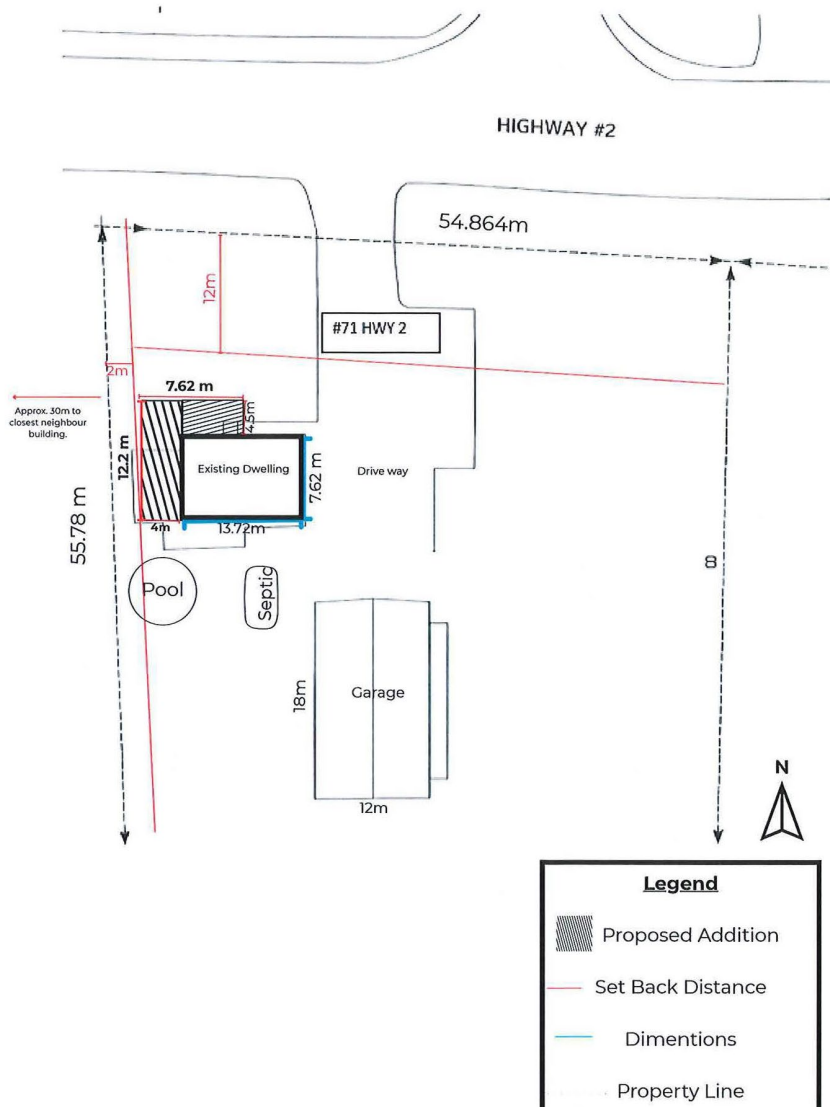 HIGHWAY #2
54.864m
12m
#71 HWY 2
2m
7.62 m
Approx. 30m to
closest neighbour
building.
4.5m
12.2 m
Existing Dwelling
7.62 m
Drive way
55.78 m
4m
13.72m
8
Pool
Septic
18m
Garage
12m
N
Legend
Proposed Addition
Set Back Distance
Dimentions
Property Line